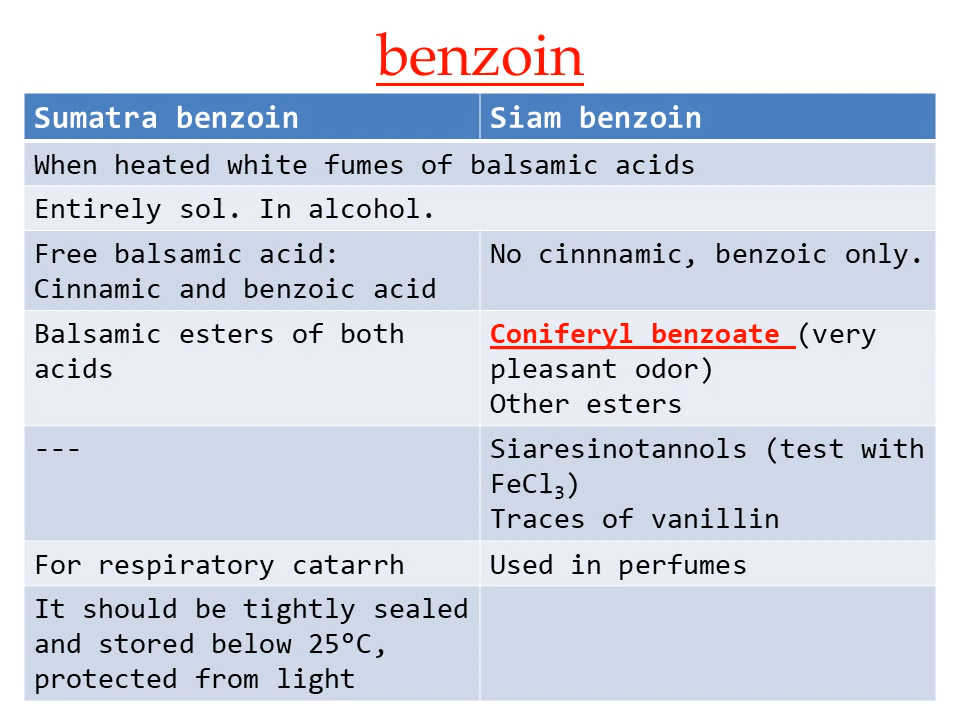 benzoin
Sumatra benzoin
Siam benzoin
When heated white fumes of balsamic acids
Entirely sol. In alcohol.
Free balsamic acid:
Cinnamic and benzoic acid
No cinnnamic, benzoic only.
Balsamic esters of both
acids
Coniferyl benzoate (very
pleasant odor)
Other esters
---
Siaresinotannols (test with
FeCl₃)
Traces of vanillin
For respiratory catarrh
Used in perfumes
It should be tightly sealed
and stored below 25°C,
protected from light